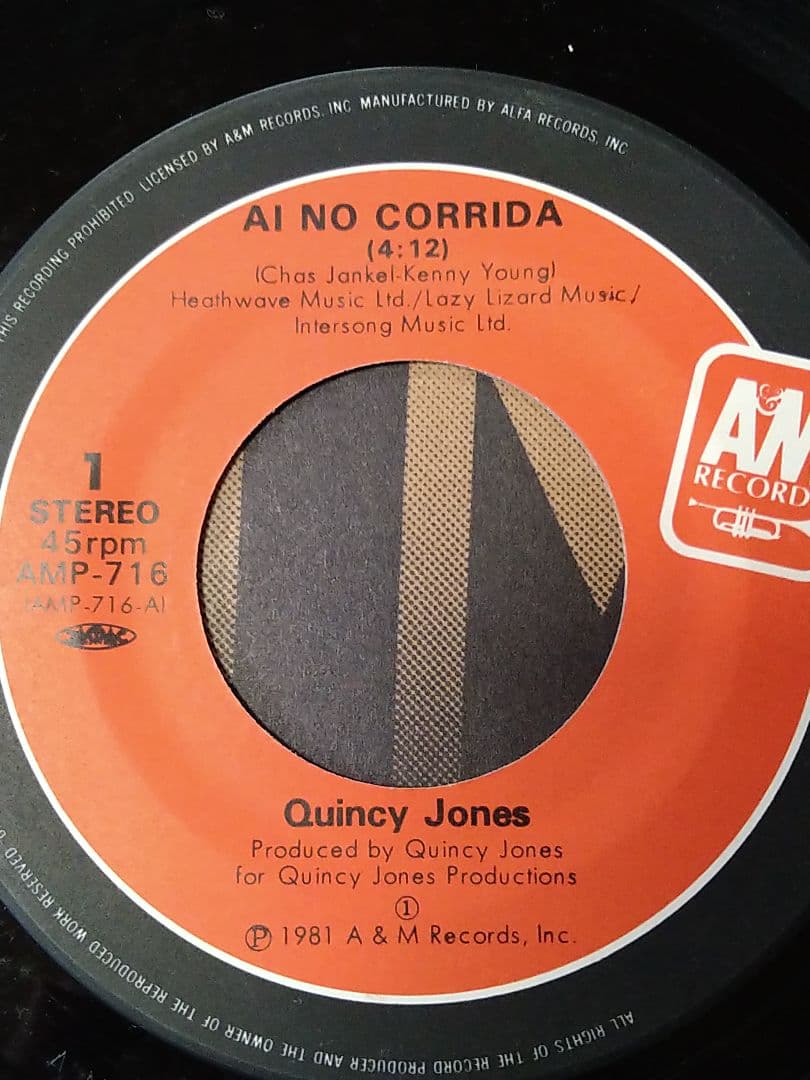 THIS RECORDING PROHIBITED. LICENSED BY A&M RECORDS, INC MANUFACTURED BY ALFA RECORDS, INC
AI NO CORRIDA
(4:12)
(Chas Jankel-Kenny Young)
Heathwave Music Ltd./Lazy Lizard Music/
Intersong Music Ltd.
A&M
RECORDS
1
STEREO
45rpm
AMP-716
(AMP-716-A)
Quincy Jones
Produced by Quincy Jones
for Quincy Jones Productions
①
Ⓟ 1981 A & M Records, Inc.
ALL RIGHTS OF THE RECORD PRODUCER AND THE OWNER OF THE REPRODUCED WORK RESERVED